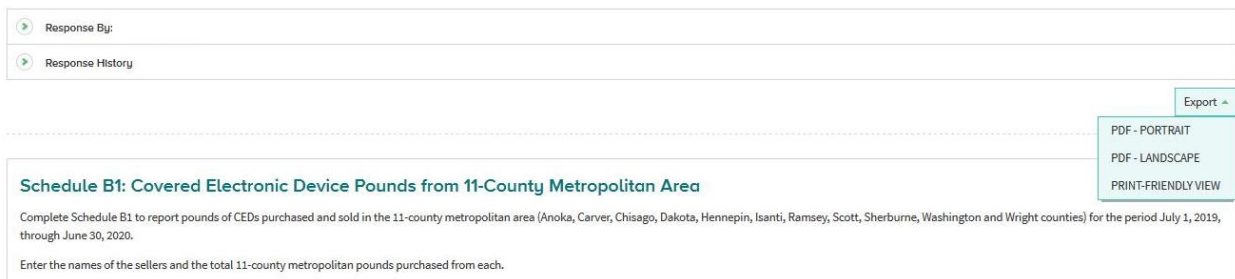 Response By:
Response History
Export
PDF - PORTRAIT
PDF - LANDSCAPE
PRINT-FRIENDLY VIEW
Schedule B1: Covered Electronic Device Pounds from 11-County Metropolitan Area
Complete Schedule B1 to report pounds of CEDs purchased and sold in the 11-county metropolitan area (Anoka, Carver, Chisago, Dakota, Hennepin, Isanti, Ramsey, Scott, Sherburne, Washington and Wright counties) for the period July 1, 2019,
through June 30, 2020.
Enter the names of the sellers and the total 11-county metropolitan pounds purchased from each.